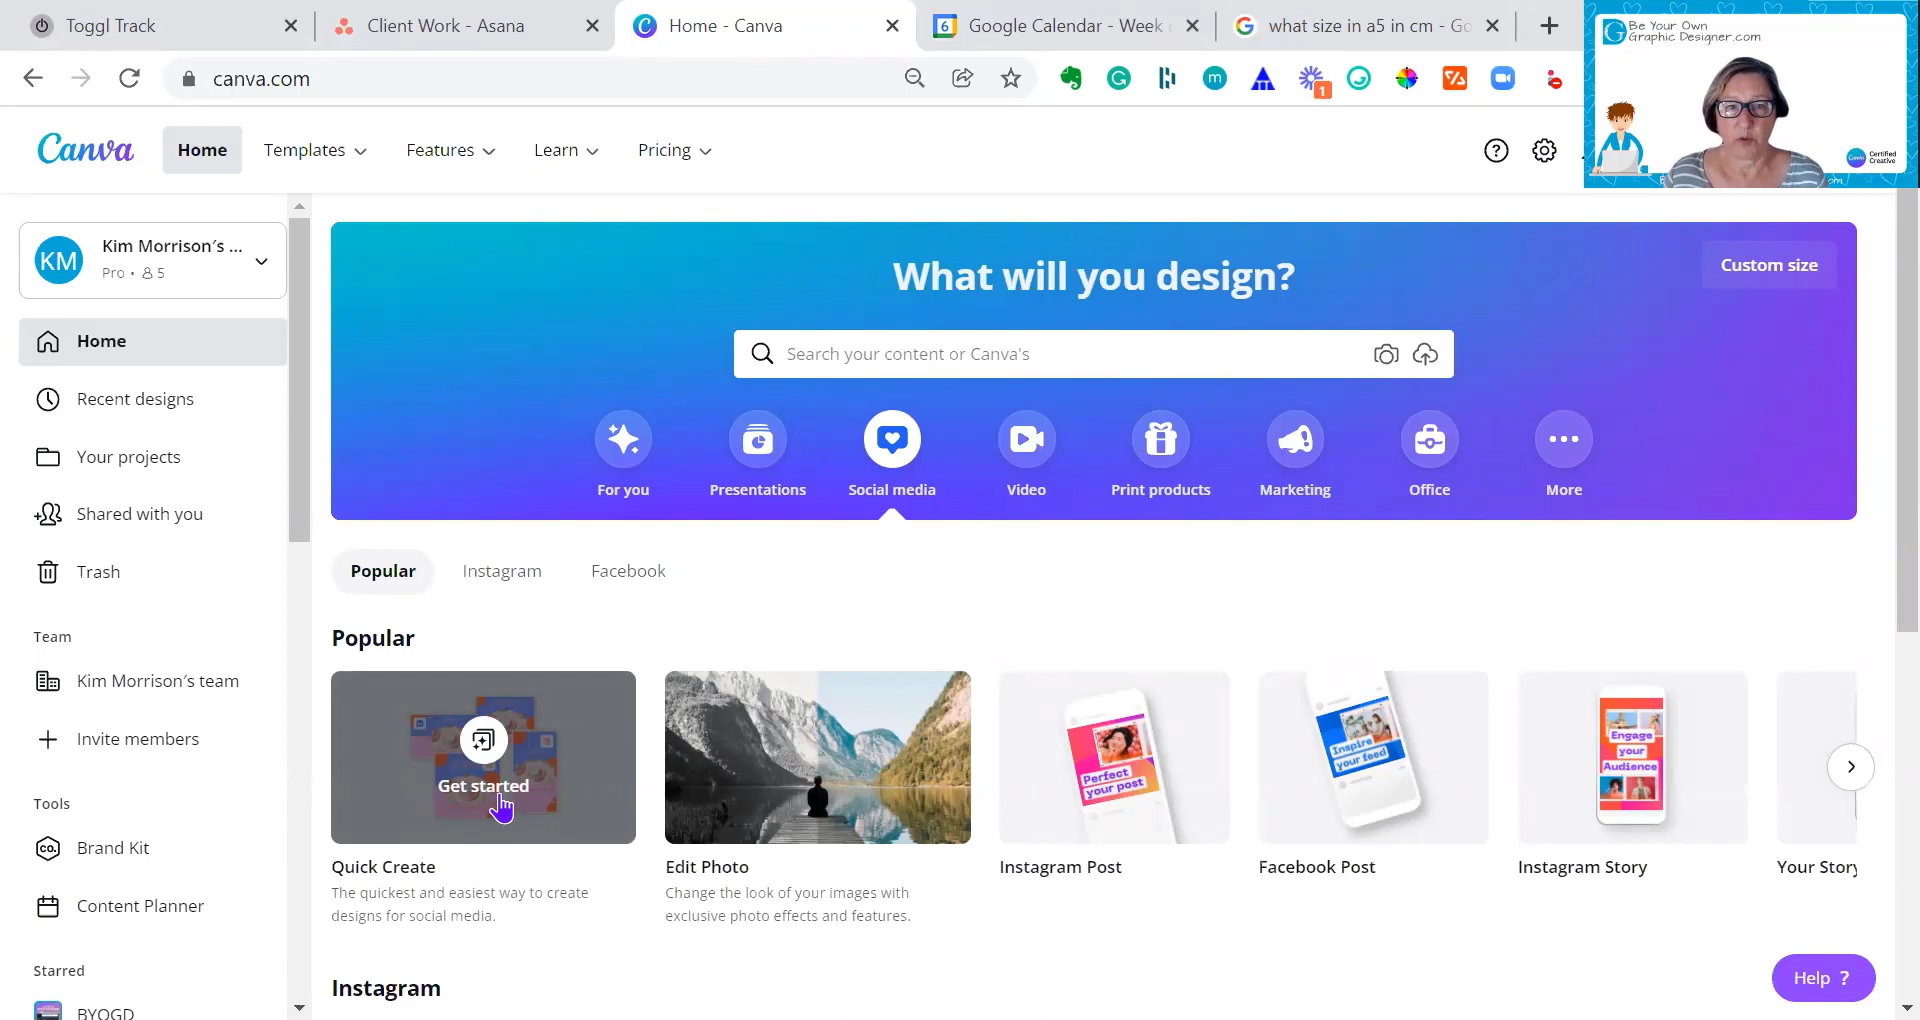 Toggl Track
Client Work - Asana
Home - Canva
Google Calendar - Week
what size in a5 in cm - Go
canva.com
1
Be Your Own
Graphic Designer.com
Canva
Certified
Creative
Canva
Home
Templates
Features
Learn
Pricing
KM
Kim Morrison's ...
Pro • 5
What will you design?
Custom size
Search your content or Canva's
For you
Presentations
Social media
Video
Print products
Marketing
Office
More
Home
Recent designs
Your projects
Shared with you
Trash
Team
Kim Morrison's team
Invite members
Tools
Brand Kit
Content Planner
Starred
BYOGD
Popular
Instagram
Facebook
Popular
Get started
Perfect
your post
Inspire
your feed
Engage
your
Audience
Quick Create
The quickest and easiest way to create
designs for social media.
Edit Photo
Change the look of your images with
exclusive photo effects and features.
Instagram Post
Facebook Post
Instagram Story
Your Story
Instagram
Help ?